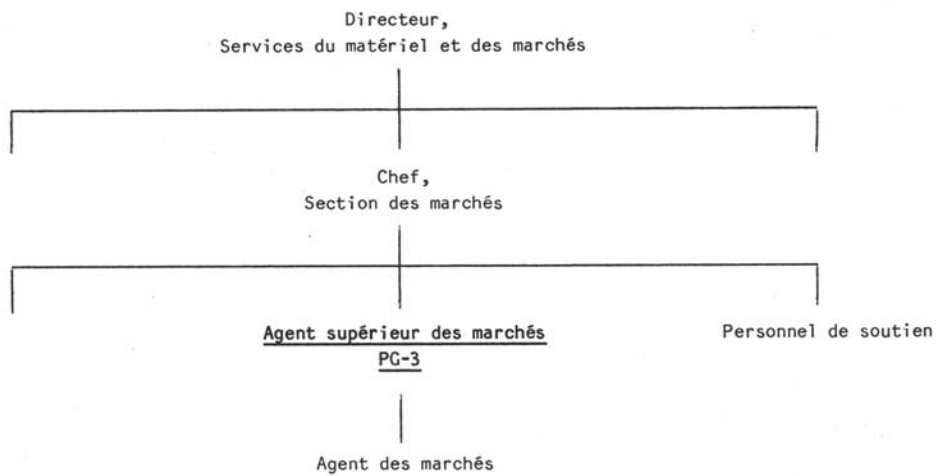 Directeur,
Services du matériel et des marchés
Chef,
Section des marchés
Agent supérieur des marchés
PG-3
Personnel de soutien
Agent des marchés